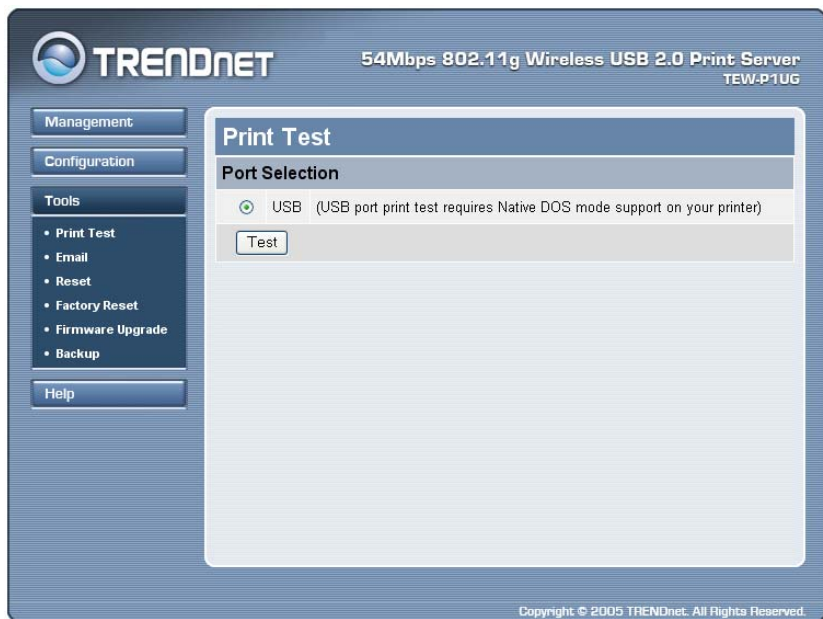 TRENDNET
54Mbps 802.11g Wireless USB 2.0 Print Server
TEW-P1UG
Management
Configuration
Tools
• Print Test
• Email
• Reset
• Factory Reset
• Firmware Upgrade
• Backup
Help
Print Test
Port Selection
USB (USB port print test requires Native DOS mode support on your printer)
Test
Copyright © 2005 TRENDnet. All Rights Reserved.